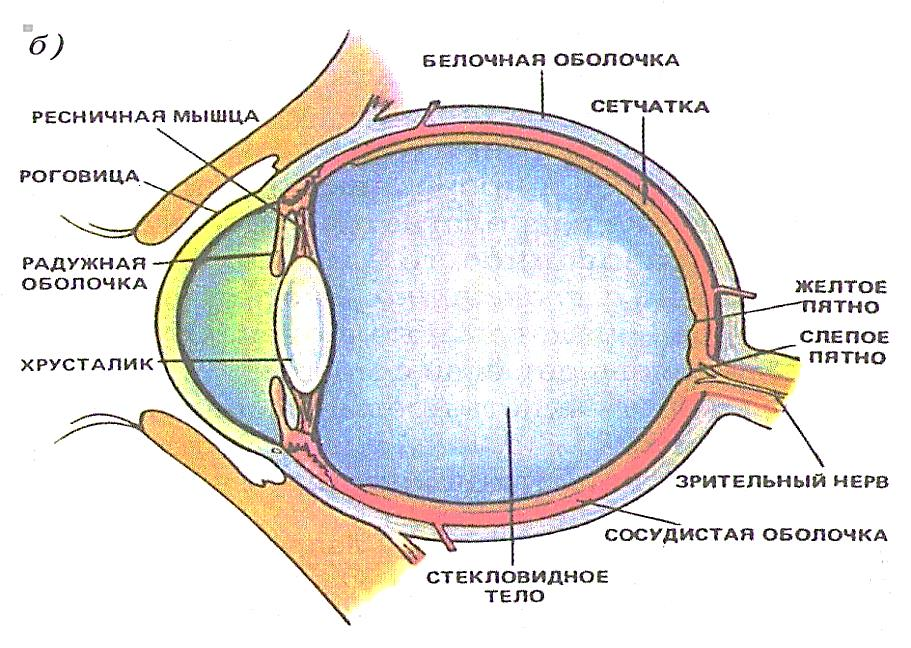 б)
БЕЛОЧНАЯ ОБОЛОЧКА
СЕТЧАТКА
РЕСНИЧНАЯ МЫШЦА
РОГОВИЦА
РАДУЖНАЯ
ОБОЛОЧКА
ХРУСТАЛИК
ЖЕЛТОЕ
ПЯТНО
СЛЕПОЕ
ПЯТНО
ЗРИТЕЛЬНЫЙ НЕРВ
СОСУДИСТАЯ ОБОЛОЧКА
СТЕКЛОВИДНОЕ
ТЕЛО